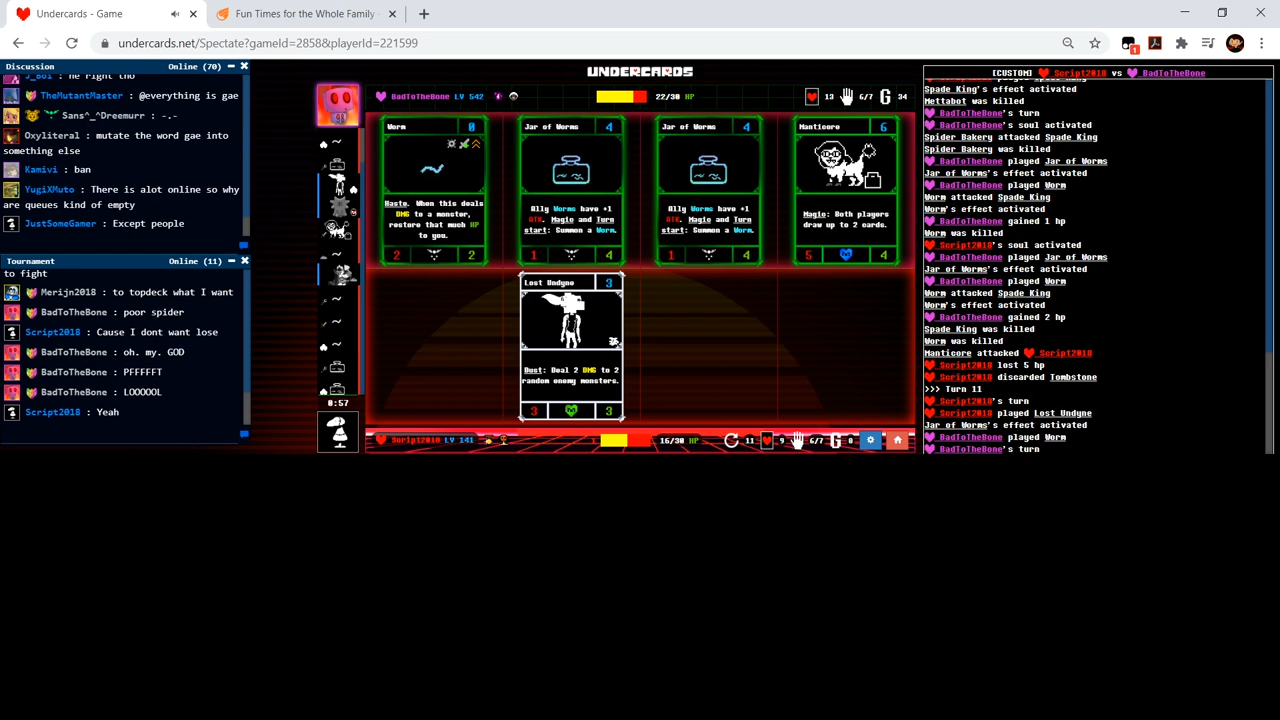 Undercards - Game
Fun Times for the Whole Family
undercards.net/Spectate?gameId=2858&playerId=221599
1
Discussion
Online (70)
J_Boi : he right tho
TheMutantMaster : @everything is gae
Sans^_^Dreemurr : -.-
Oxyliteral : mutate the word gae into
something else
Kamivi : ban
YugiXMuto : There is alot online so why
are queues kind of empty
JustSomeGamer : Except people
Tournament
Online (11)
to fight
Merijn2018 : to topdeck what I want
BadToTheBone : poor spider
Script2018 : Cause I dont want lose
BadToTheBone : oh. my. GOD
BadToTheBone : PFFFFFT
BadToTheBone : LOOOOOL
Script2018 : Yeah
0:57
UNDERCARDS
BadToTheBone LV 542
22/30 HP
13
6/7
G 34
Worm 0
Haste. When this deals
DMG to a monster,
restore that much HP
to you.
2 2
Jar of Worms 4
Ally Worms have +1
ATK. Magic and Turn
start: Summon a Worm.
1 4
Jar of Worms 4
Ally Worms have +1
ATK. Magic and Turn
start: Summon a Worm.
1 4
Manticore 6
Magic: Both players
draw up to 2 cards.
5 4
Lost Undyne 3
Dust: Deal 2 DMG to 2
random enemy monsters.
3 3
Script2018 LV 141
16/30 HP
11
9
6/7
G 0
[CUSTOM] Script2018 vs BadToTheBone
Spade King's effect activated
Mettabot was killed
BadToTheBone's turn
BadToTheBone's soul activated
Spider Bakery attacked Spade King
Spider Bakery was killed
BadToTheBone played Jar of Worms
Jar of Worms's effect activated
BadToTheBone played Worm
Worm attacked Spade King
Worm's effect activated
BadToTheBone gained 1 hp
Worm was killed
Script2018's soul activated
BadToTheBone played Jar of Worms
Jar of Worms's effect activated
BadToTheBone played Worm
Worm attacked Spade King
Worm's effect activated
BadToTheBone gained 2 hp
Spade King was killed
Worm was killed
Manticore attacked Script2018
Script2018 lost 5 hp
Script2018 discarded Tombstone
>>> Turn 11
Script2018's turn
Script2018 played Lost Undyne
Jar of Worms's effect activated
BadToTheBone played Worm
BadToTheBone's turn